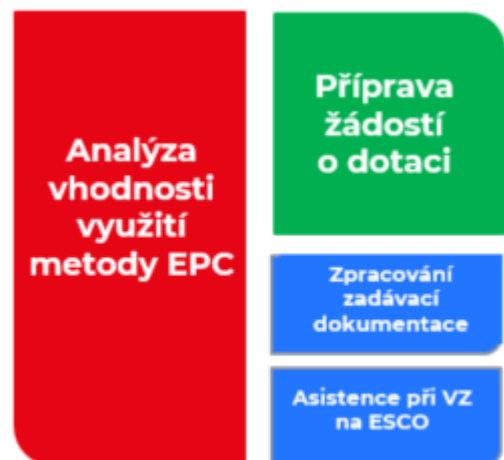 Analýza
vhodnosti
využití
metody EPC
Příprava
žádostí
o dotaci
Zpracování
zadávací
dokumentace
Asistence při VZ
na ESCO